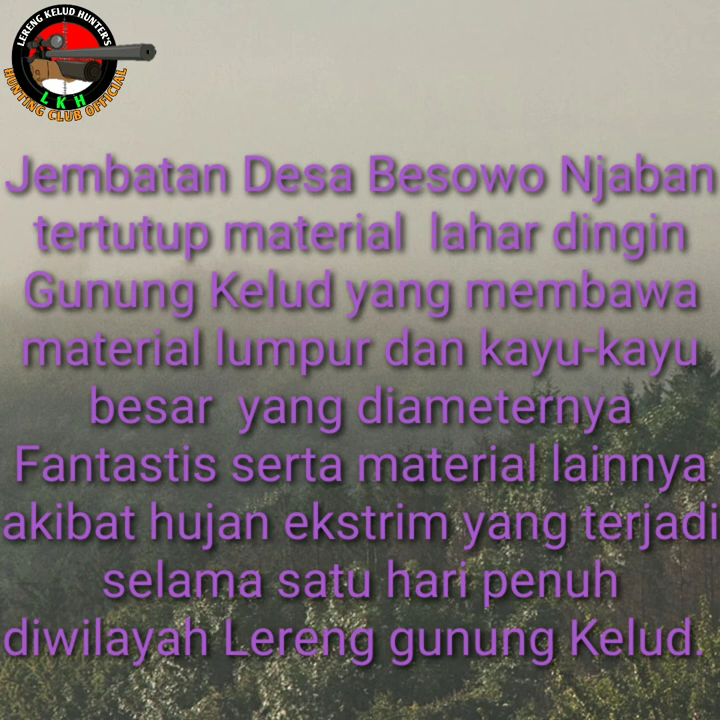 LERENG KELUD HUNTER'S
L K H
HUNTING CLUB OFFICIAL
Jembatan Desa Besowo Njaban
tertutup material lahar dingin
Gunung Kelud yang membawa
material lumpur dan kayu-kayu
besar yang diameternya
Fantastis serta material lainnya
akibat hujan ekstrim yang terjadi
selama satu hari penuh
diwilayah Lereng gunung Kelud.